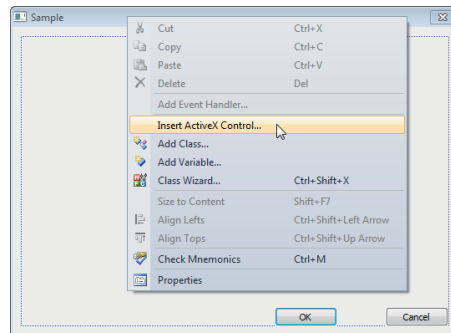 Sample
Cut Ctrl+X
Copy Ctrl+C
Paste Ctrl+V
Delete Del
Add Event Handler...
Insert ActiveX Control...
Add Class...
Add Variable...
Class Wizard... Ctrl+Shift+X
Size to Content Shift+F7
Align Lefts Ctrl+Shift+Left Arrow
Align Tops Ctrl+Shift+Up Arrow
Check Mnemonics Ctrl+M
Properties
OK Cancel